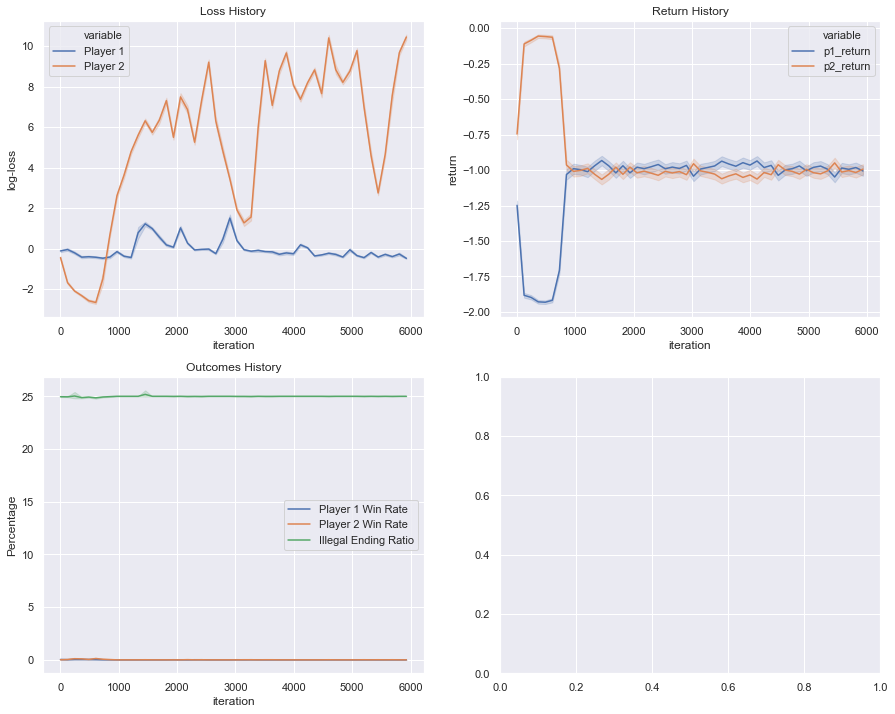 Loss History
variable
Player 1
Player 2
log-loss
10
8
6
4
2
0
−2
0 1000 2000 3000 4000 5000 6000
iteration
Return History
variable
p1_return
p2_return
return
0.00
−0.25
−0.50
−0.75
−1.00
−1.25
−1.50
−1.75
−2.00
0 1000 2000 3000 4000 5000 6000
iteration
Outcomes History
Player 1 Win Rate
Player 2 Win Rate
Illegal Ending Ratio
Percentage
25
20
15
10
5
0
0 1000 2000 3000 4000 5000 6000
iteration
1.0
0.8
0.6
0.4
0.2
0.0
0.0 0.2 0.4 0.6 0.8 1.0